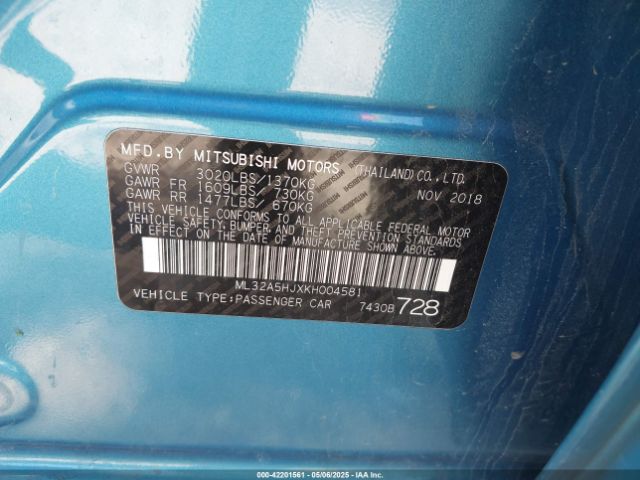 MFD.BY MITSUBISHI MOTORS (THAILAND) CO., LTD.
GVWR 3020LBS/1370KG NOV 2018
GAWR FR 1609LBS/ 730KG
GAWR RR 1477LBS/ 670KG
THIS VEHICLE CONFORMS TO ALL APPLICABLE FEDERAL MOTOR
VEHICLE SAFETY, BUMPER, AND THEFT PREVENTION STANDARDS
IN EFFECT ON THE DATE OF MANUFACTURE SHOWN ABOVE.
ML32A5HJXKH004581
VEHICLE TYPE:PASSENGER CAR 7430B 728
000-42201561 - 05/06/2025 - IAAI.COM